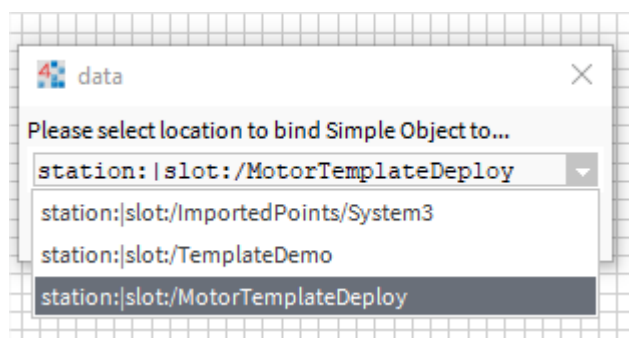 data
Please select location to bind Simple Object to...
station:|slot:/MotorTemplateDeploy
station:|slot:/ImportedPoints/System3
station:|slot:/TemplateDemo
station:|slot:/MotorTemplateDeploy